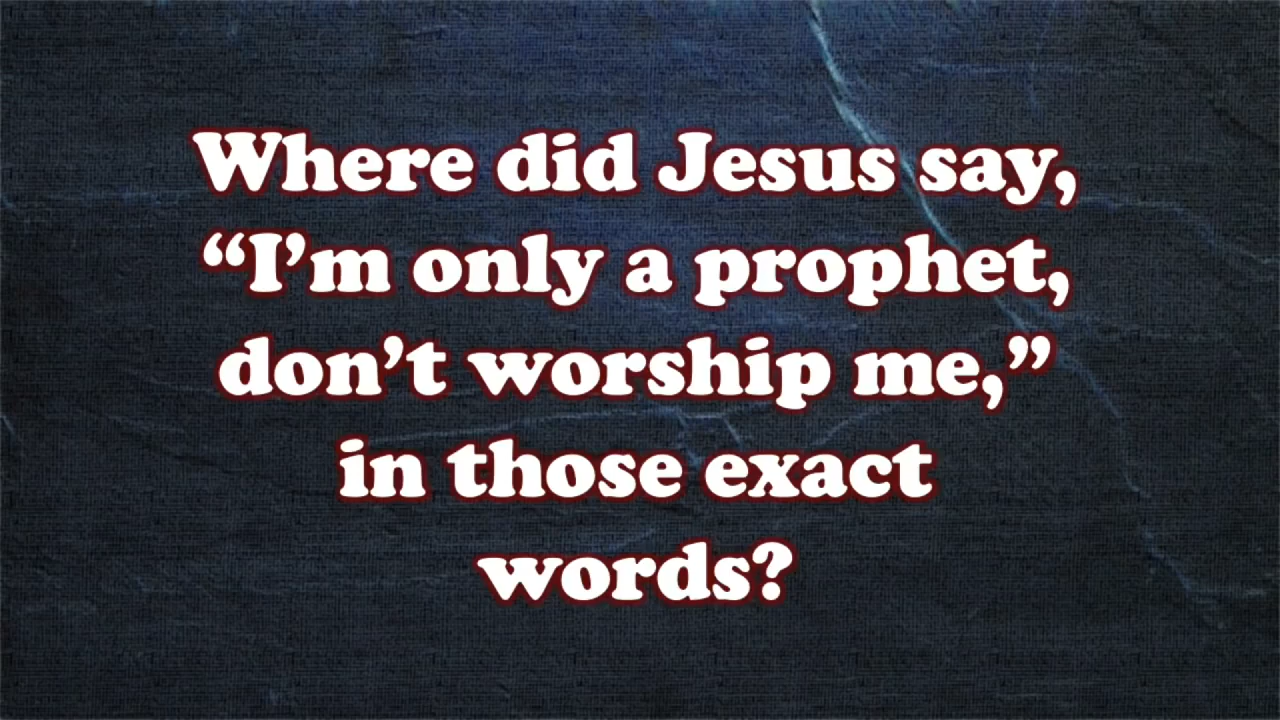 Where did Jesus say,
“I’m only a prophet,
don’t worship me,”
in those exact
words?